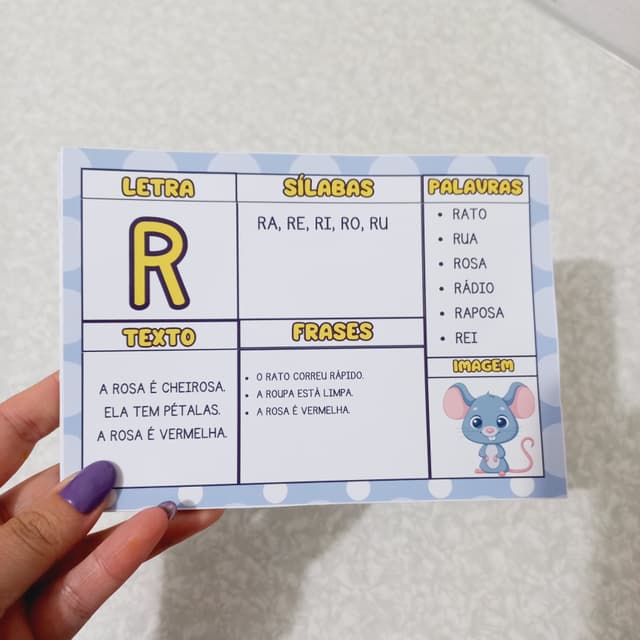 LETRA
R
SÍLABAS
RA, RE, RI, RO, RU
PALAVRAS
• RATO
• RUA
• ROSA
• RÁDIO
• RAPOSA
• REI
TEXTO
A ROSA É CHEIROSA.
ELA TEM PÉTALAS.
A ROSA É VERMELHA.
FRASES
• O RATO CORREU RÁPIDO.
• A ROUPA ESTÁ LIMPA.
• A ROSA É VERMELHA.
IMAGEM